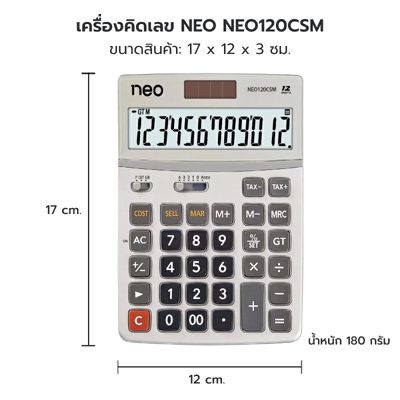 เครื่องคิดเลข NEO NEO120CSM
ขนาดสินค้า: 17 x 12 x 3 ซม.
neo
NEO120CSM 12
GT M
123456789012
TAX- TAX+
COST SELL MAR M+ M- MRC
AC 7 8 9 GT
+/- 4 5 6 × ÷
▶ 1 2 3 + −
C 0 00 · =
17 cm.
น้ำหนัก 180 กรัม
12 cm.